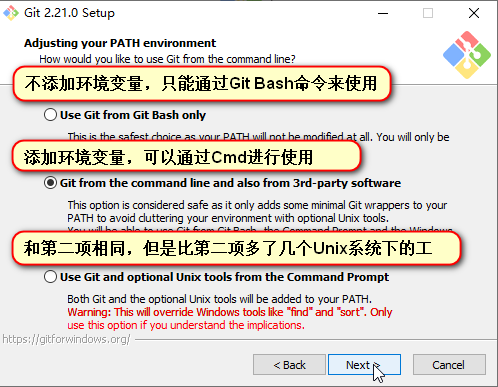 Git 2.21.0 Setup
Adjusting your PATH environment
How would you like to use Git from the command line?
不添加环境变量，只能通过Git Bash命令来使用
Use Git from Git Bash only
This is the safest choice as your PATH will not be modified at all. You will only be
添加环境变量，可以通过Cmd进行使用
Git from the command line and also from 3rd-party software
This option is considered safe as it only adds some minimal Git wrappers to your
PATH to avoid cluttering your environment with optional Unix tools.
You will be able to use Git from Git Bash, the Command Prompt and the Windows
和第二项相同，但是比第二项多了几个Unix系统下的工
Use Git and optional Unix tools from the Command Prompt
Both Git and the optional Unix tools will be added to your PATH.
Warning: This will override Windows tools like "find" and "sort". Only
use this option if you understand the implications.
https://gitforwindows.org/
< Back
Next >
Cancel